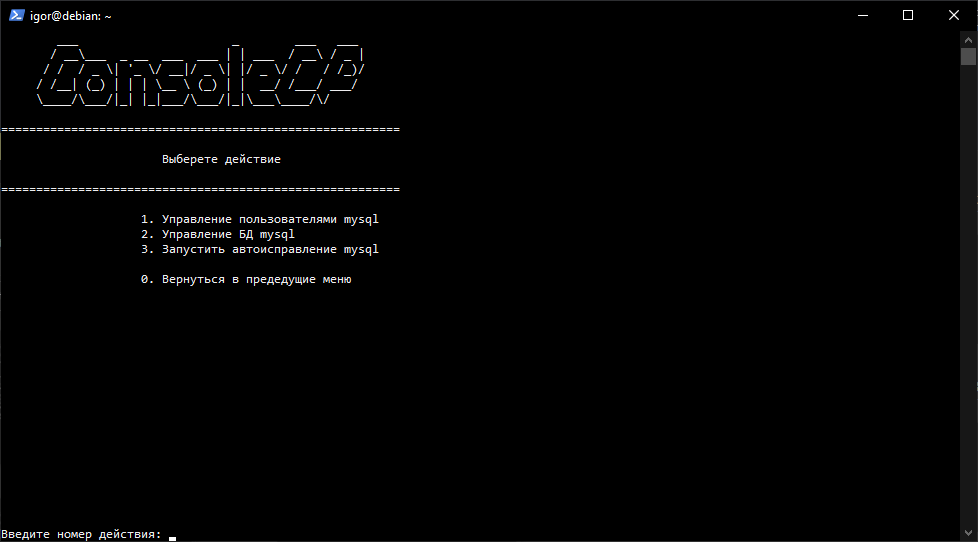 igor@debian: ~
ConsoleCP
=========================================================
Выберете действие
=========================================================
1. Управление пользователями mysql
2. Управление БД mysql
3. Запустить автоисправление mysql
0. Вернуться в предедущие меню
Введите номер действия: